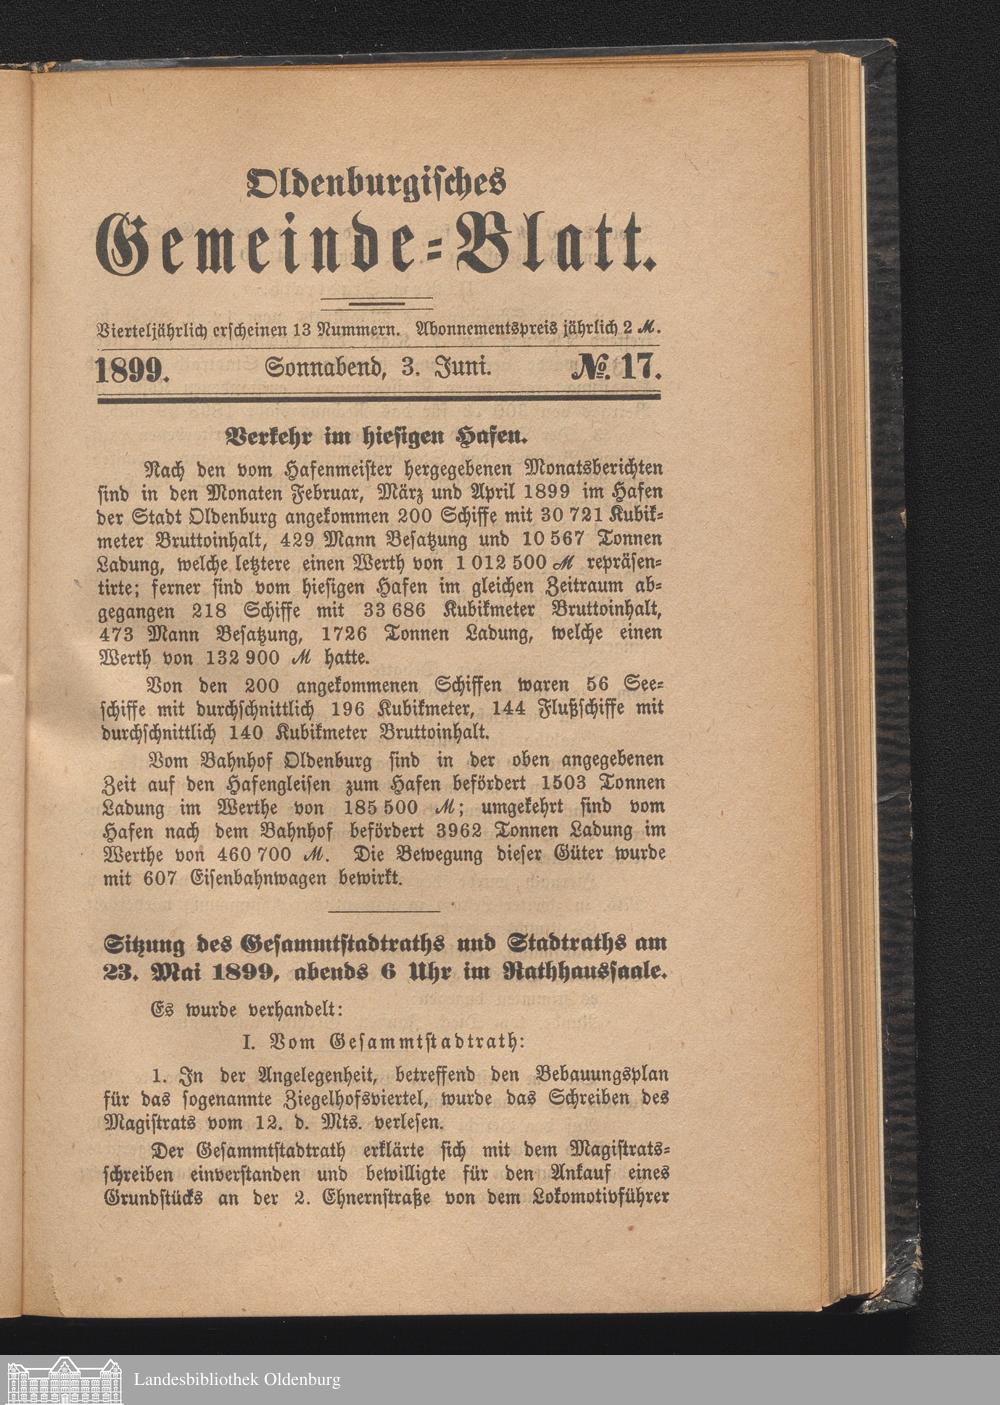 Oldenburgisches
Gemeinde-Blatt.
Vierteljährlich erscheinen 13 Nummern. Abonnementspreis jährlich 2 ℳ.
1899. Sonnabend, 3. Juni. №. 17.
Verkehr im hiesigen Hafen.
Nach den vom Hafenmeister hergegebenen Monatsberichten
sind in den Monaten Februar, März und April 1899 im Hafen
der Stadt Oldenburg angekommen 200 Schiffe mit 30 721 Kubik-
meter Bruttoinhalt, 429 Mann Besatzung und 10 567 Tonnen
Ladung, welche letztere einen Werth von 1 012 500 ℳ repräsen-
tirte; ferner sind vom hiesigen Hafen im gleichen Zeitraum ab-
gegangen 218 Schiffe mit 33 686 Kubikmeter Bruttoinhalt,
473 Mann Besatzung, 1726 Tonnen Ladung, welche einen
Werth von 132 900 ℳ hatte.
Von den 200 angekommenen Schiffen waren 56 See-
schiffe mit durchschnittlich 196 Kubikmeter, 144 Flußschiffe mit
durchschnittlich 140 Kubikmeter Bruttoinhalt.
Vom Bahnhof Oldenburg sind in der oben angegebenen
Zeit auf den Hafengleisen zum Hafen befördert 1503 Tonnen
Ladung im Werthe von 185 500 ℳ; umgekehrt sind vom
Hafen nach dem Bahnhof befördert 3962 Tonnen Ladung im
Werthe von 460 700 ℳ. Die Bewegung dieser Güter wurde
mit 607 Eisenbahnwagen bewirkt.
Sitzung des Gesammtstadtraths und Stadtraths am
23. Mai 1899, abends 6 Uhr im Rathhaussaale.
Es wurde verhandelt:
I. Vom Gesammtstadtrath:
1. In der Angelegenheit, betreffend den Bebauungsplan
für das sogenannte Ziegelhofsviertel, wurde das Schreiben des
Magistrats vom 12. d. Mts. verlesen.
Der Gesammtstadtrath erklärte sich mit dem Magistrats-
schreiben einverstanden und bewilligte für den Ankauf eines
Grundstücks an der 2. Ehnernstraße von dem Lokomotivführer
Landesbibliothek Oldenburg